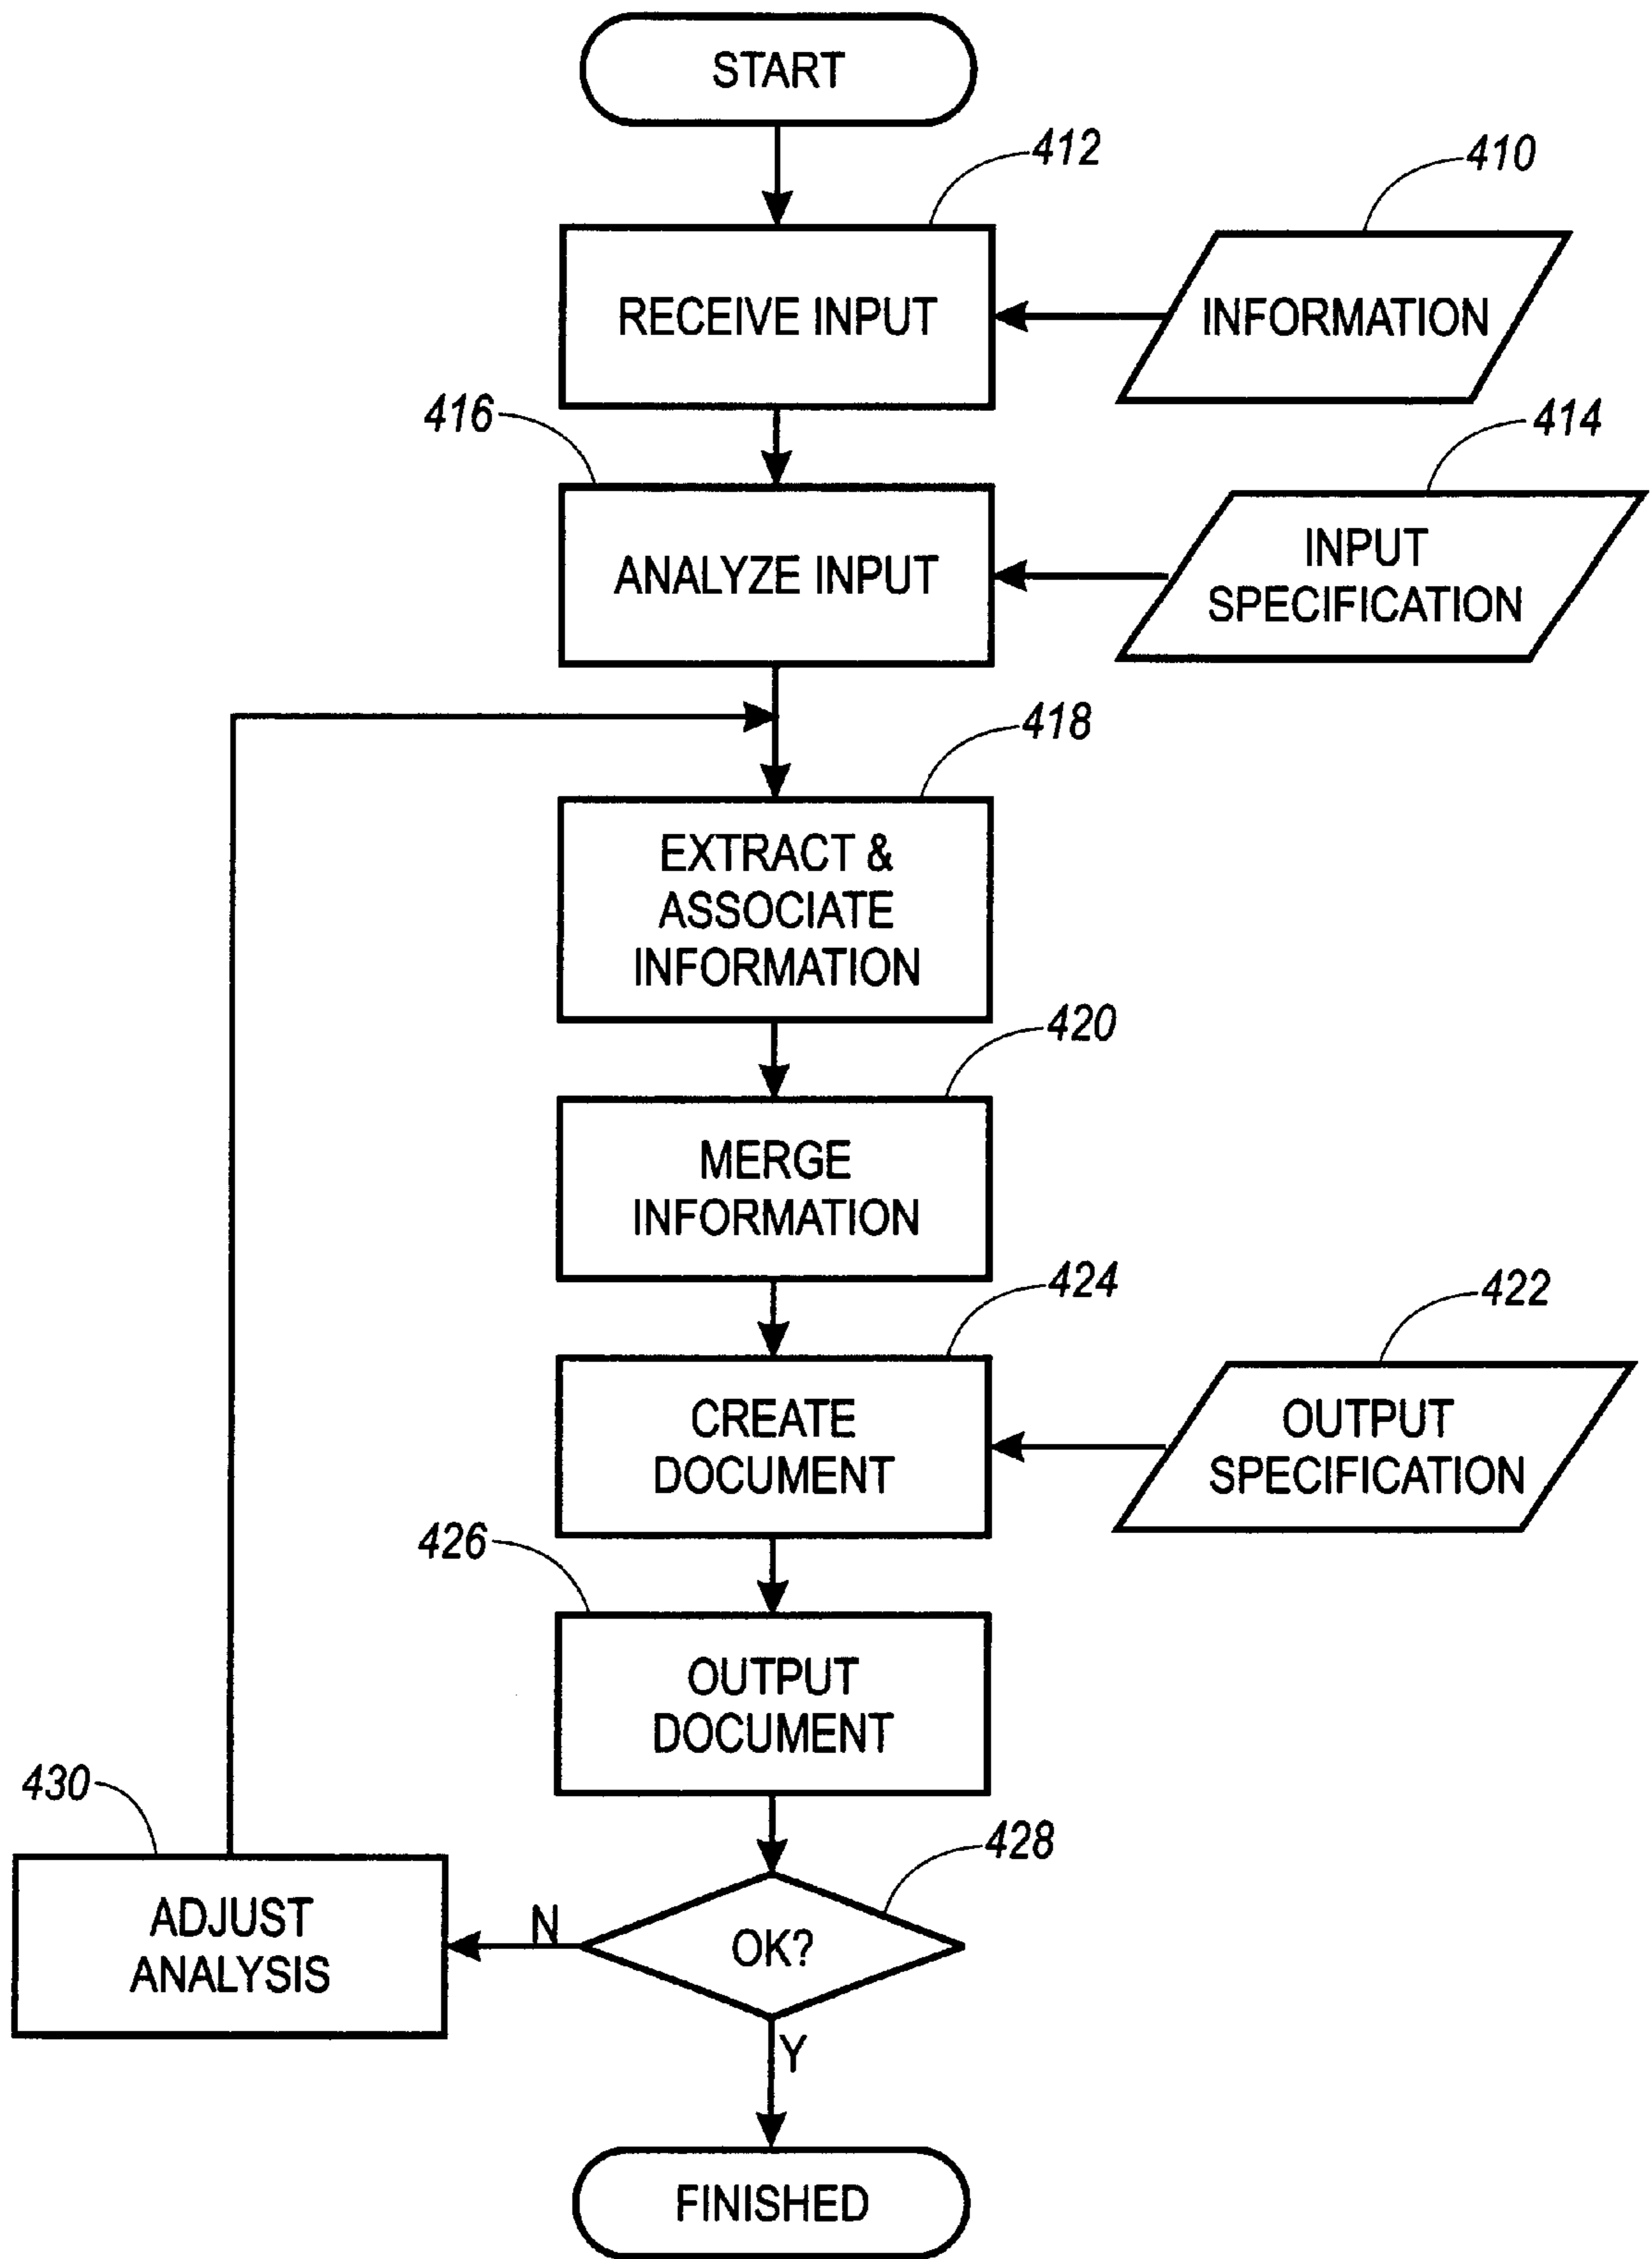 START
412
410
RECEIVE INPUT
INFORMATION
416
414
ANALYZE INPUT
INPUT
SPECIFICATION
418
EXTRACT &
ASSOCIATE
INFORMATION
420
MERGE
INFORMATION
424
422
CREATE
DOCUMENT
OUTPUT
SPECIFICATION
426
OUTPUT
DOCUMENT
430
428
ADJUST
ANALYSIS
N
OK?
Y
FINISHED